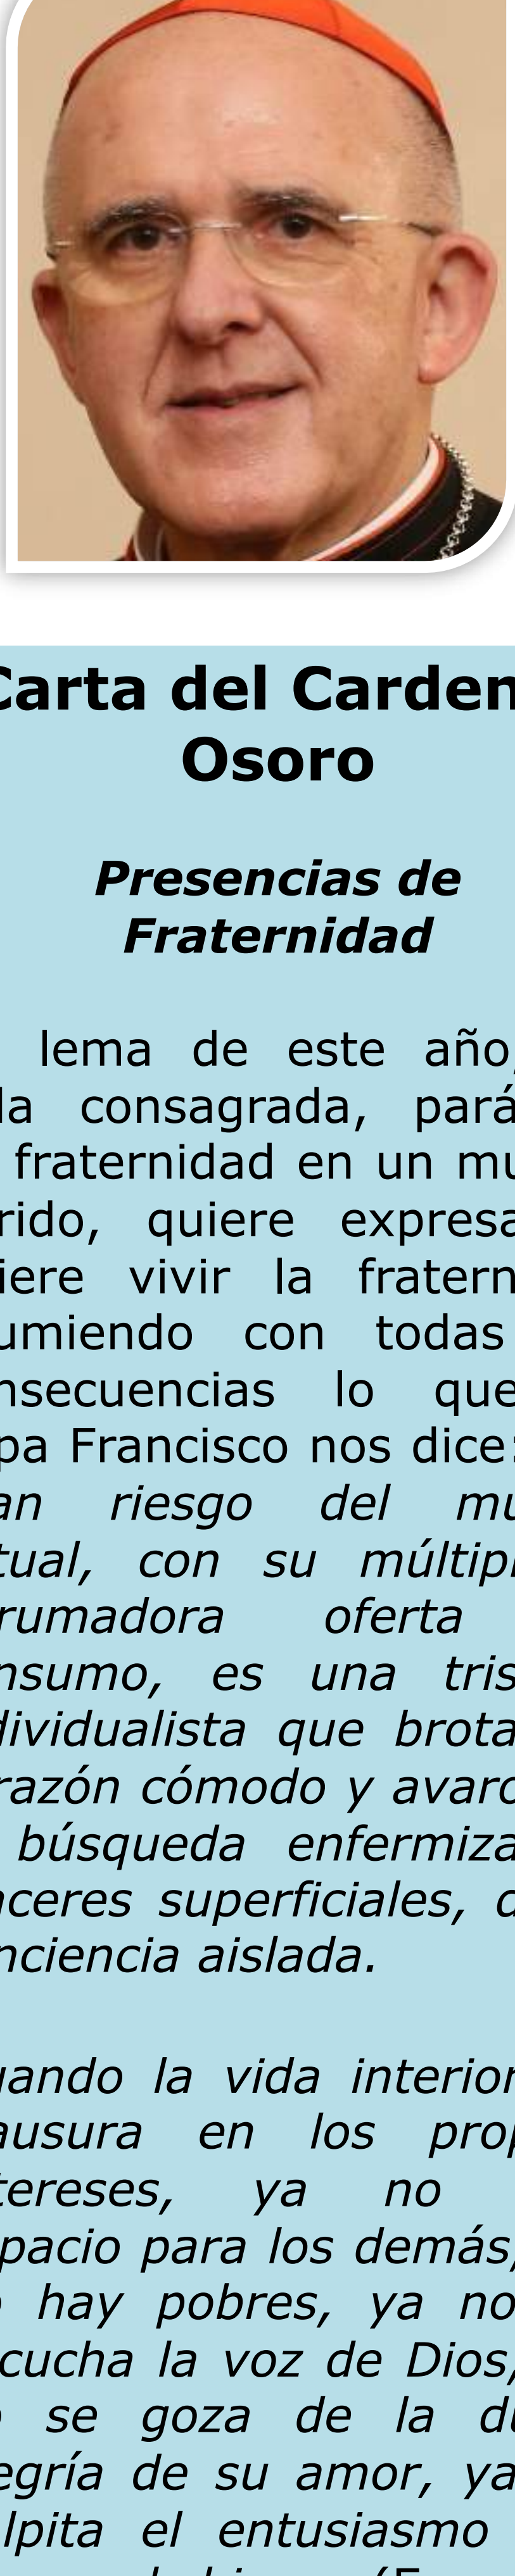 Carta del Carden
Osoro
Presencias de
Fraternidad
lema de este año,
la consagrada, pará
fraternidad en un mu
rido, quiere expresa
iere vivir la fratern
umiendo con todas
nsecuencias lo que
pa Francisco nos dice:
an riesgo del mu
tual, con su múltipl
rumadora oferta
nsumo, es una tris
dividualista que brota
razón cómodo y avaro
búsqueda enfermiza
aceres superficiales, d
nciencia aislada.
uando la vida interior
ausura en los prop
tereses, ya no
pacio para los demás,
o hay pobres, ya no
cucha la voz de Dios,
o se goza de la du
egría de su amor, ya
lpita el entusiasmo